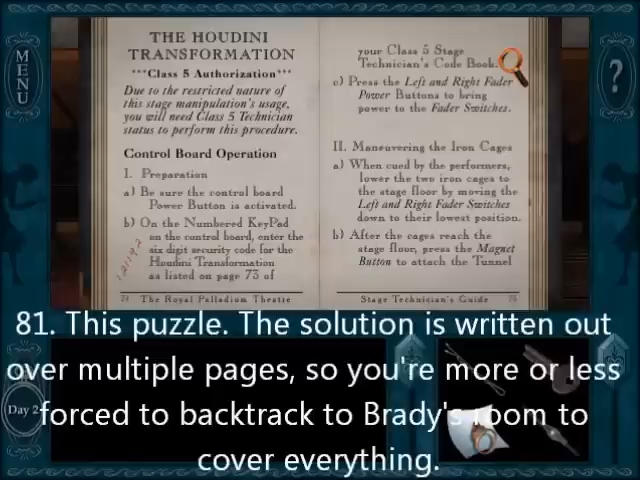 MENU
?
THE HOUDINI
TRANSFORMATION
***Class 5 Authorization***
Due to the restricted nature of
this stage manipulation's usage,
you will need Class 5 Technician
status to perform this procedure.
Control Board Operation
I. Preparation
a) Be sure the control board
Power Button is activated.
b) On the Numbered KeyPad
on the control board, enter the
six digit security code for the
Houdini Transformation
as listed on page 73 of
The Royal Palladium Theatre
your Class 5 Stage
Technician's Code Book.
c) Press the Left and Right Fader
Power Buttons to bring
power to the Fader Switches.
II. Maneuvering the Iron Cages
a) When cued by the performers,
lower the two iron cages to
the stage floor by moving the
Left and Right Fader Switches
down to their lowest position.
b) After the cages reach the
stage floor, press the Magnet
Button to attach the Tunnel
Stage Technician's Guide
81. This puzzle. The solution is written out
over multiple pages, so you're more or less
forced to backtrack to Brady's room to
cover everything.
Day 2